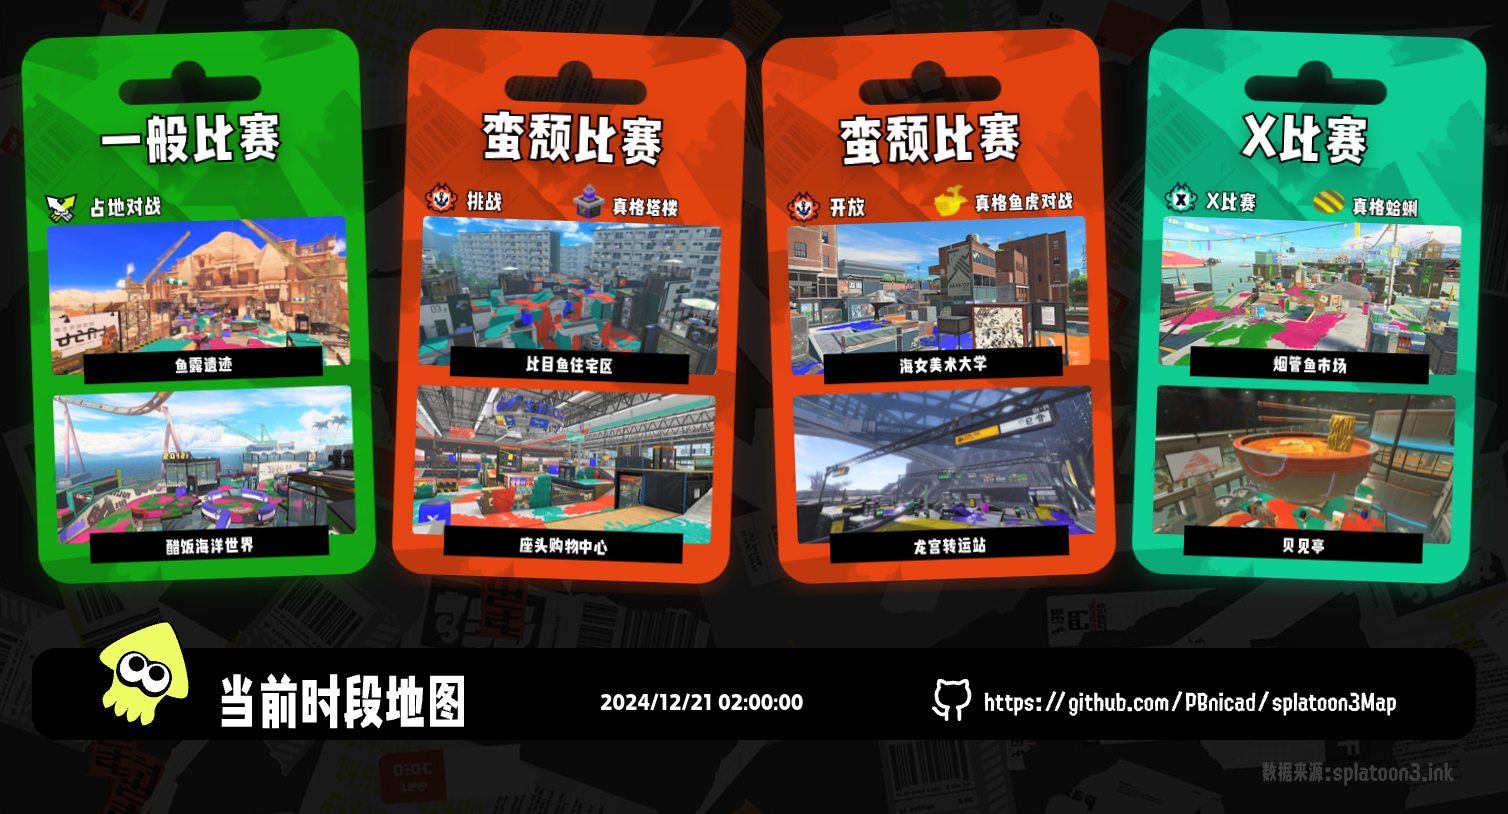 一般比赛
占地对战
鱼露遗迹
醋饭海洋世界
蛮颓比赛
挑战
真格塔楼
比目鱼住宅区
座头购物中心
蛮颓比赛
开放
真格鱼虎对战
海女美术大学
龙宫转运站
X比赛
X比赛
真格蛤蜊
烟管鱼市场
贝见亭
当前时段地图
2024/12/21 02:00:00
https://github.com/PBnicad/splatoon3Map
数据来源:splatoon3.ink